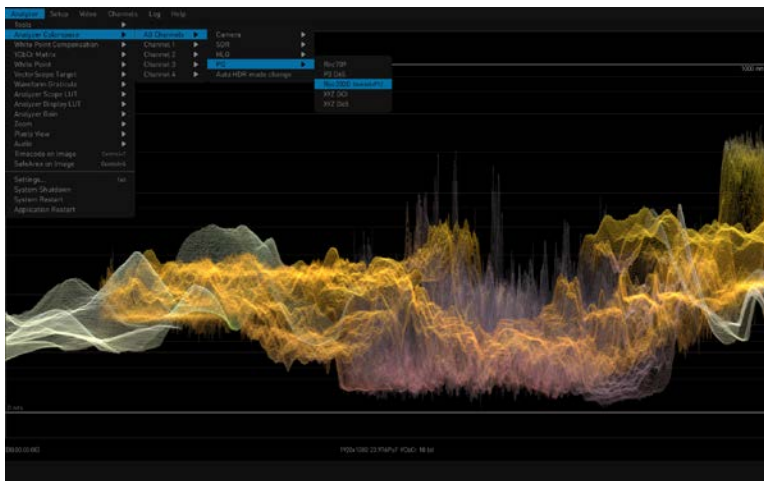 Analyzer Setup Valve Channels Log Help
Tools
Analyzer Colorspace
White Point Compensation
YCbCr Matrix
White Point
VectorScope Target
Waveform Graticule
Analyzer Scope LUT
Analyzer Display LUT
Analyzer Gain
Zoom
Pixels View
Audio
Timecode on Image
SafeArea on Image
Settings...
System Shutdown
System Restart
Application Restart
All Channels
Channel 1
Channel 2
Channel 3
Channel 4
Camera
SDR
HLG
PQ
Auto HDR mode change
Rec709
P3 D65
XYZ DCI
XYZ D65
0 nits